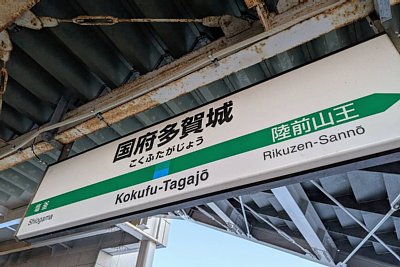 国府多賀城
こくふたがじょう
Kokufu-Tagajō
陸前山王
Rikuzen-Sannō
塩釜
Shiogama